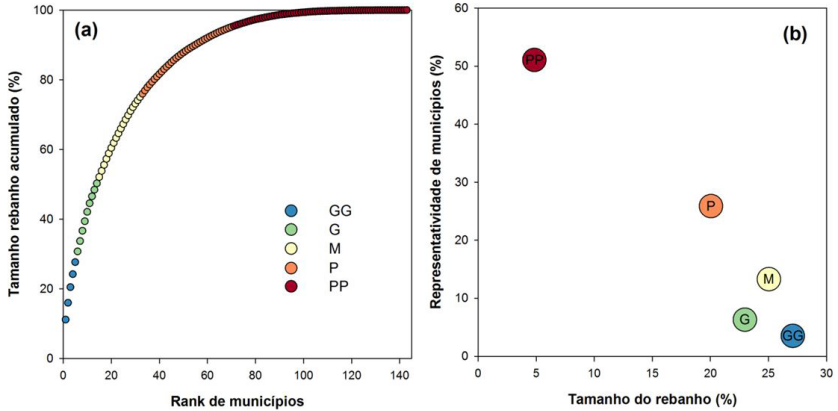 (a)
Tamanho rebanho acumulado (%)
100
80
60
40
20
0
GG
G
M
P
PP
0 20 40 60 80 100 120 140
Rank de municípios
(b)
Representatividade de municípios (%)
60
50
40
30
20
10
0
PP
P
M
G
GG
0 5 10 15 20 25 30
Tamanho do rebanho (%)